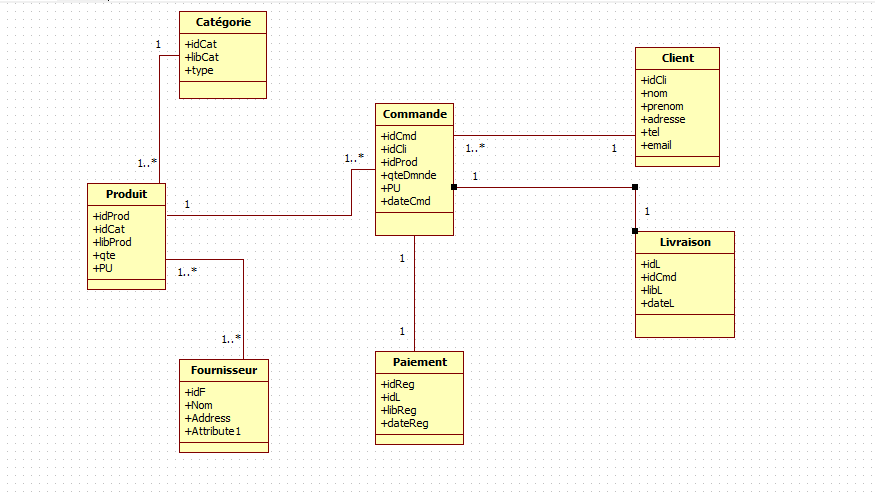 Catégorie
+idCat
+libCat
+type
1
1..*
Produit
+idProd
+idCat
+libProd
+qte
+PU
1
1..*
1..*
1..*
Fournisseur
+idF
+Nom
+Address
+Attribute1
Commande
+idCmd
+idCli
+idProd
+qteDmnde
+PU
+dateCmd
1..*
1
Client
+idCli
+nom
+prenom
+adresse
+tel
+email
1
1
Livraison
+idL
+idCmd
+libL
+dateL
1
1
Paiement
+idReg
+idL
+libReg
+dateReg